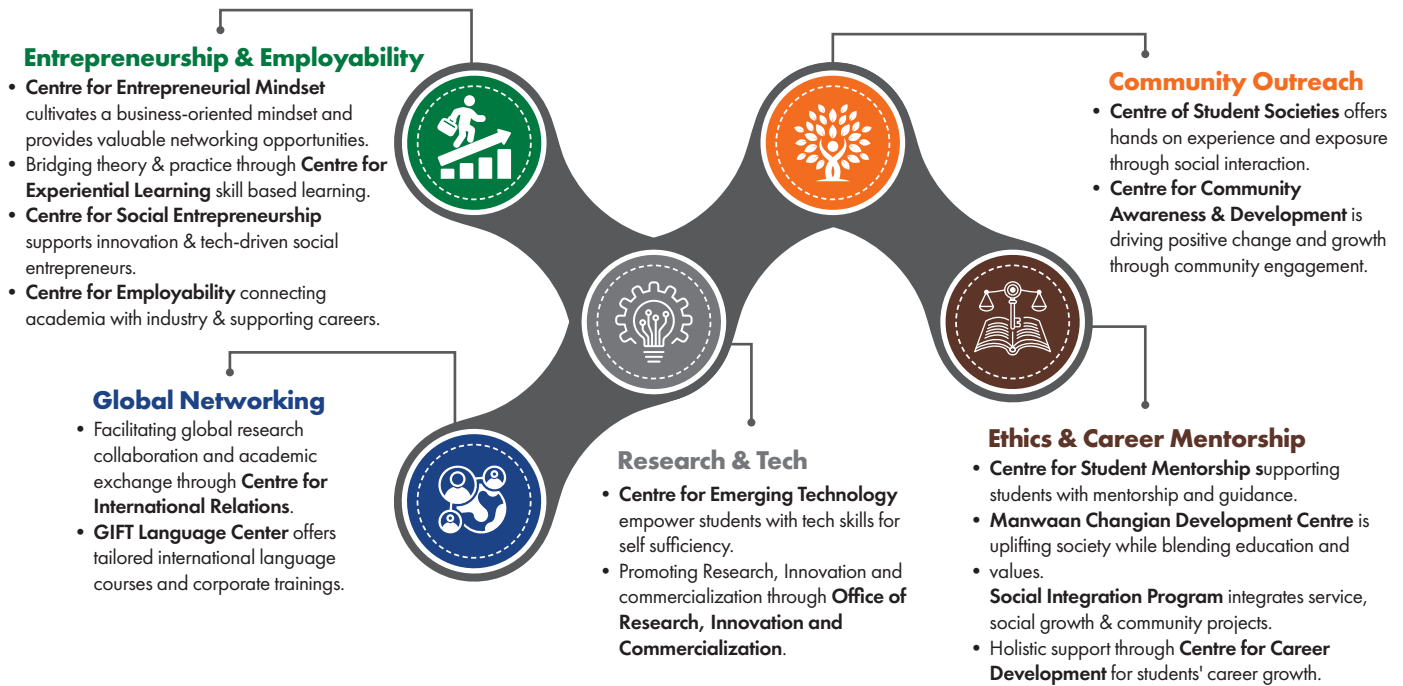 Entrepreneurship & Employability
• Centre for Entrepreneurial Mindset
cultivates a business-oriented mindset and
provides valuable networking opportunities.
• Bridging theory & practice through Centre for
Experiential Learning skill based learning.
• Centre for Social Entrepreneurship
supports innovation & tech-driven social
entrepreneurs.
• Centre for Employability connecting
academia with industry & supporting careers.
Global Networking
• Facilitating global research
collaboration and academic
exchange through Centre for
International Relations.
• GIFT Language Center offers
tailored international language
courses and corporate trainings.
Research & Tech
• Centre for Emerging Technology
empower students with tech skills for
self sufficiency.
• Promoting Research, Innovation and
commercialization through Office of
Research, Innovation and
Commercialization.
Community Outreach
• Centre of Student Societies offers
hands on experience and exposure
through social interaction.
• Centre for Community
Awareness & Development is
driving positive change and growth
through community engagement.
Ethics & Career Mentorship
• Centre for Student Mentorship supporting
students with mentorship and guidance.
• Manwaan Changian Development Centre is
uplifting society while blending education and
• values.
Social Integration Program integrates service,
social growth & community projects.
• Holistic support through Centre for Career
Development for students' career growth.